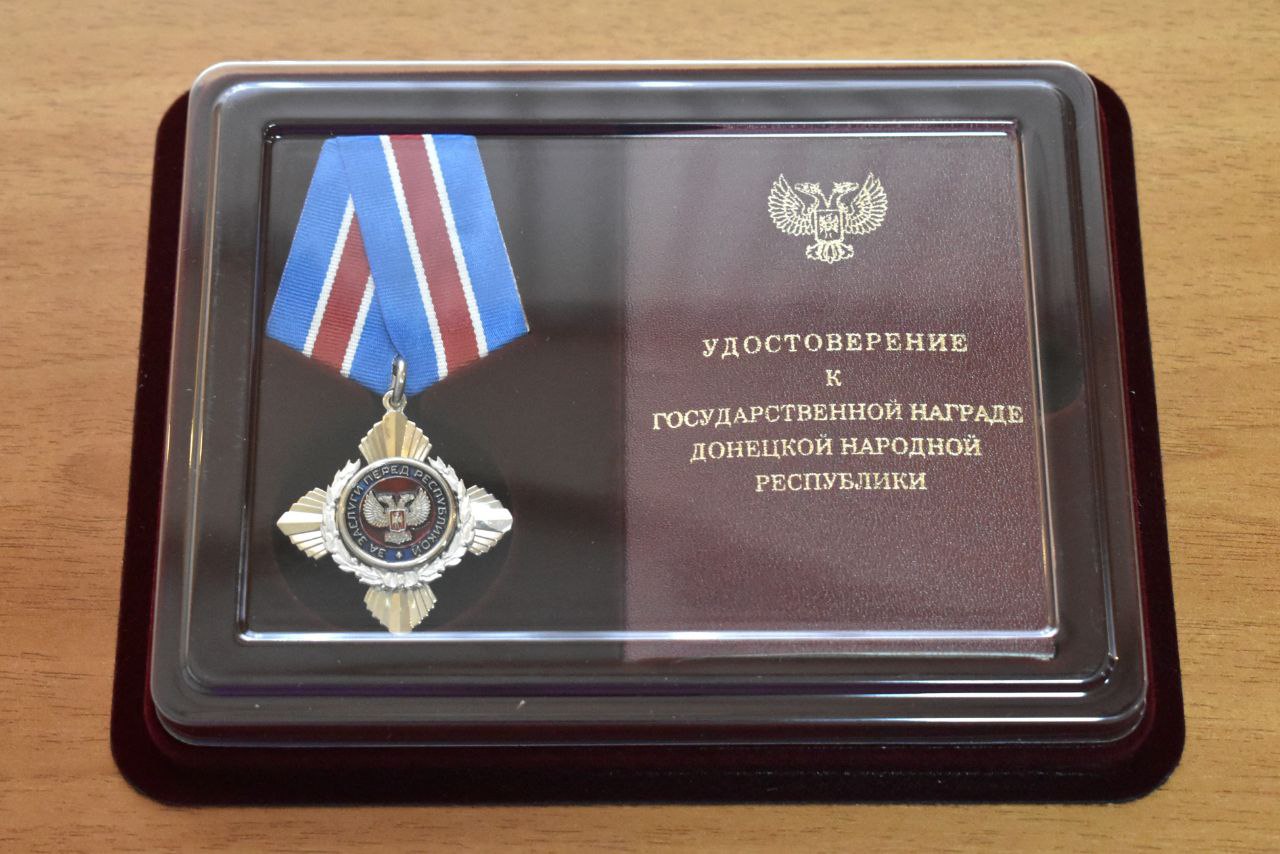 ЗА ЗАСЛУГИ ПЕРЕД РЕСПУБЛИКОЙ
УДОСТОВЕРЕНИЕ
К
ГОСУДАРСТВЕННОЙ НАГРАДЕ
ДОНЕЦКОЙ НАРОДНОЙ
РЕСПУБЛИКИ